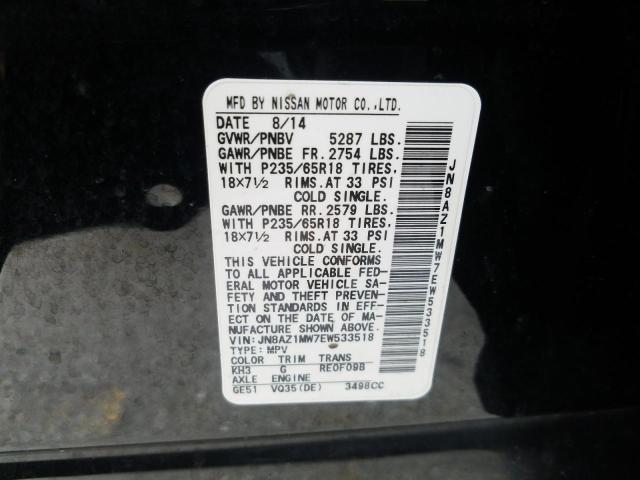 MFD BY NISSAN MOTOR CO.,LTD.
DATE 8/14
GVWR/PNBV 5287 LBS.
GAWR/PNBE FR. 2754 LBS.
WITH P235/65R18 TIRES,
18×7½ RIMS.AT 33 PSI
COLD SINGLE.
GAWR/PNBE RR. 2579 LBS.
WITH P235/65R18 TIRES,
18×7½ RIMS.AT 33 PSI
COLD SINGLE.
THIS VEHICLE CONFORMS
TO ALL APPLICABLE FED-
ERAL MOTOR VEHICLE SA-
FETY AND THEFT PREVEN-
TION STANDARDS IN EFF-
ECT ON THE DATE OF MA-
NUFACTURE SHOWN ABOVE.
VIN:JN8AZ1MW7EW533518
TYPE:MPV
COLOR TRIM TRANS
KH3 G RE0F09B
AXLE ENGINE
GE51 VQ35(DE) 3498CC
JN8AZ1MW7EW533518